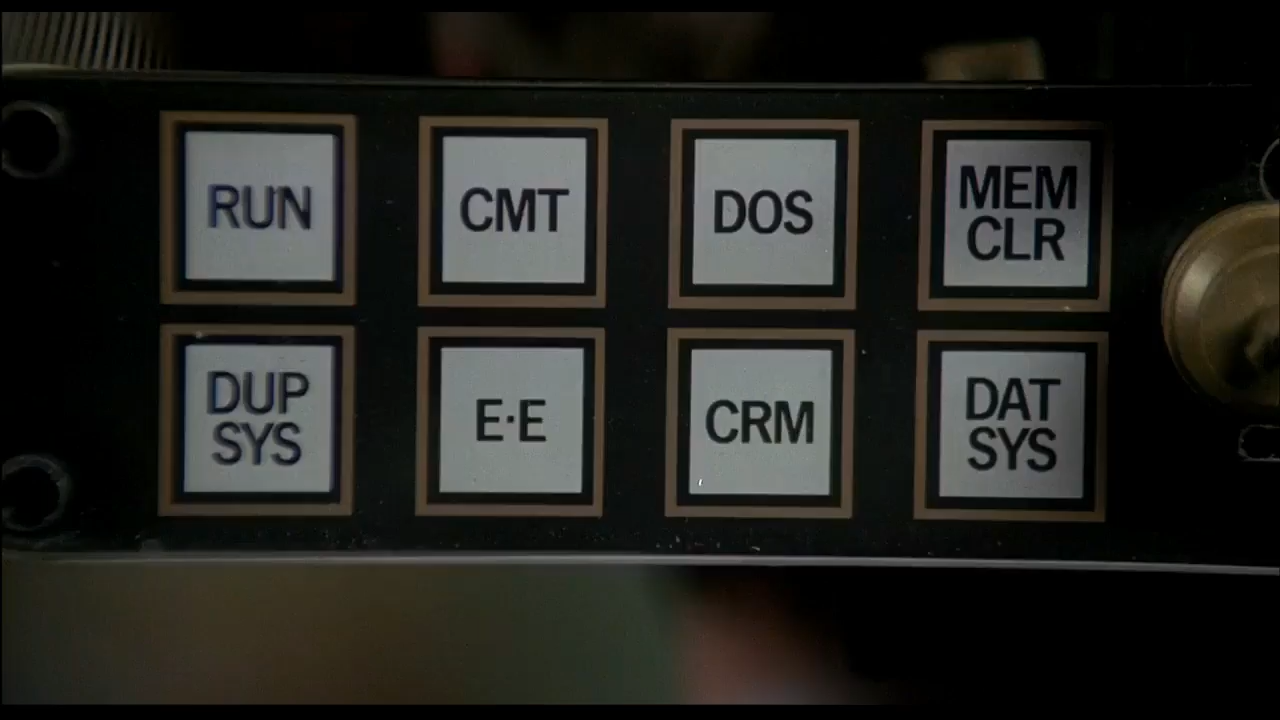 RUN
CMT
DOS
MEM
CLR
DUP
SYS
E·E
CRM
DAT
SYS